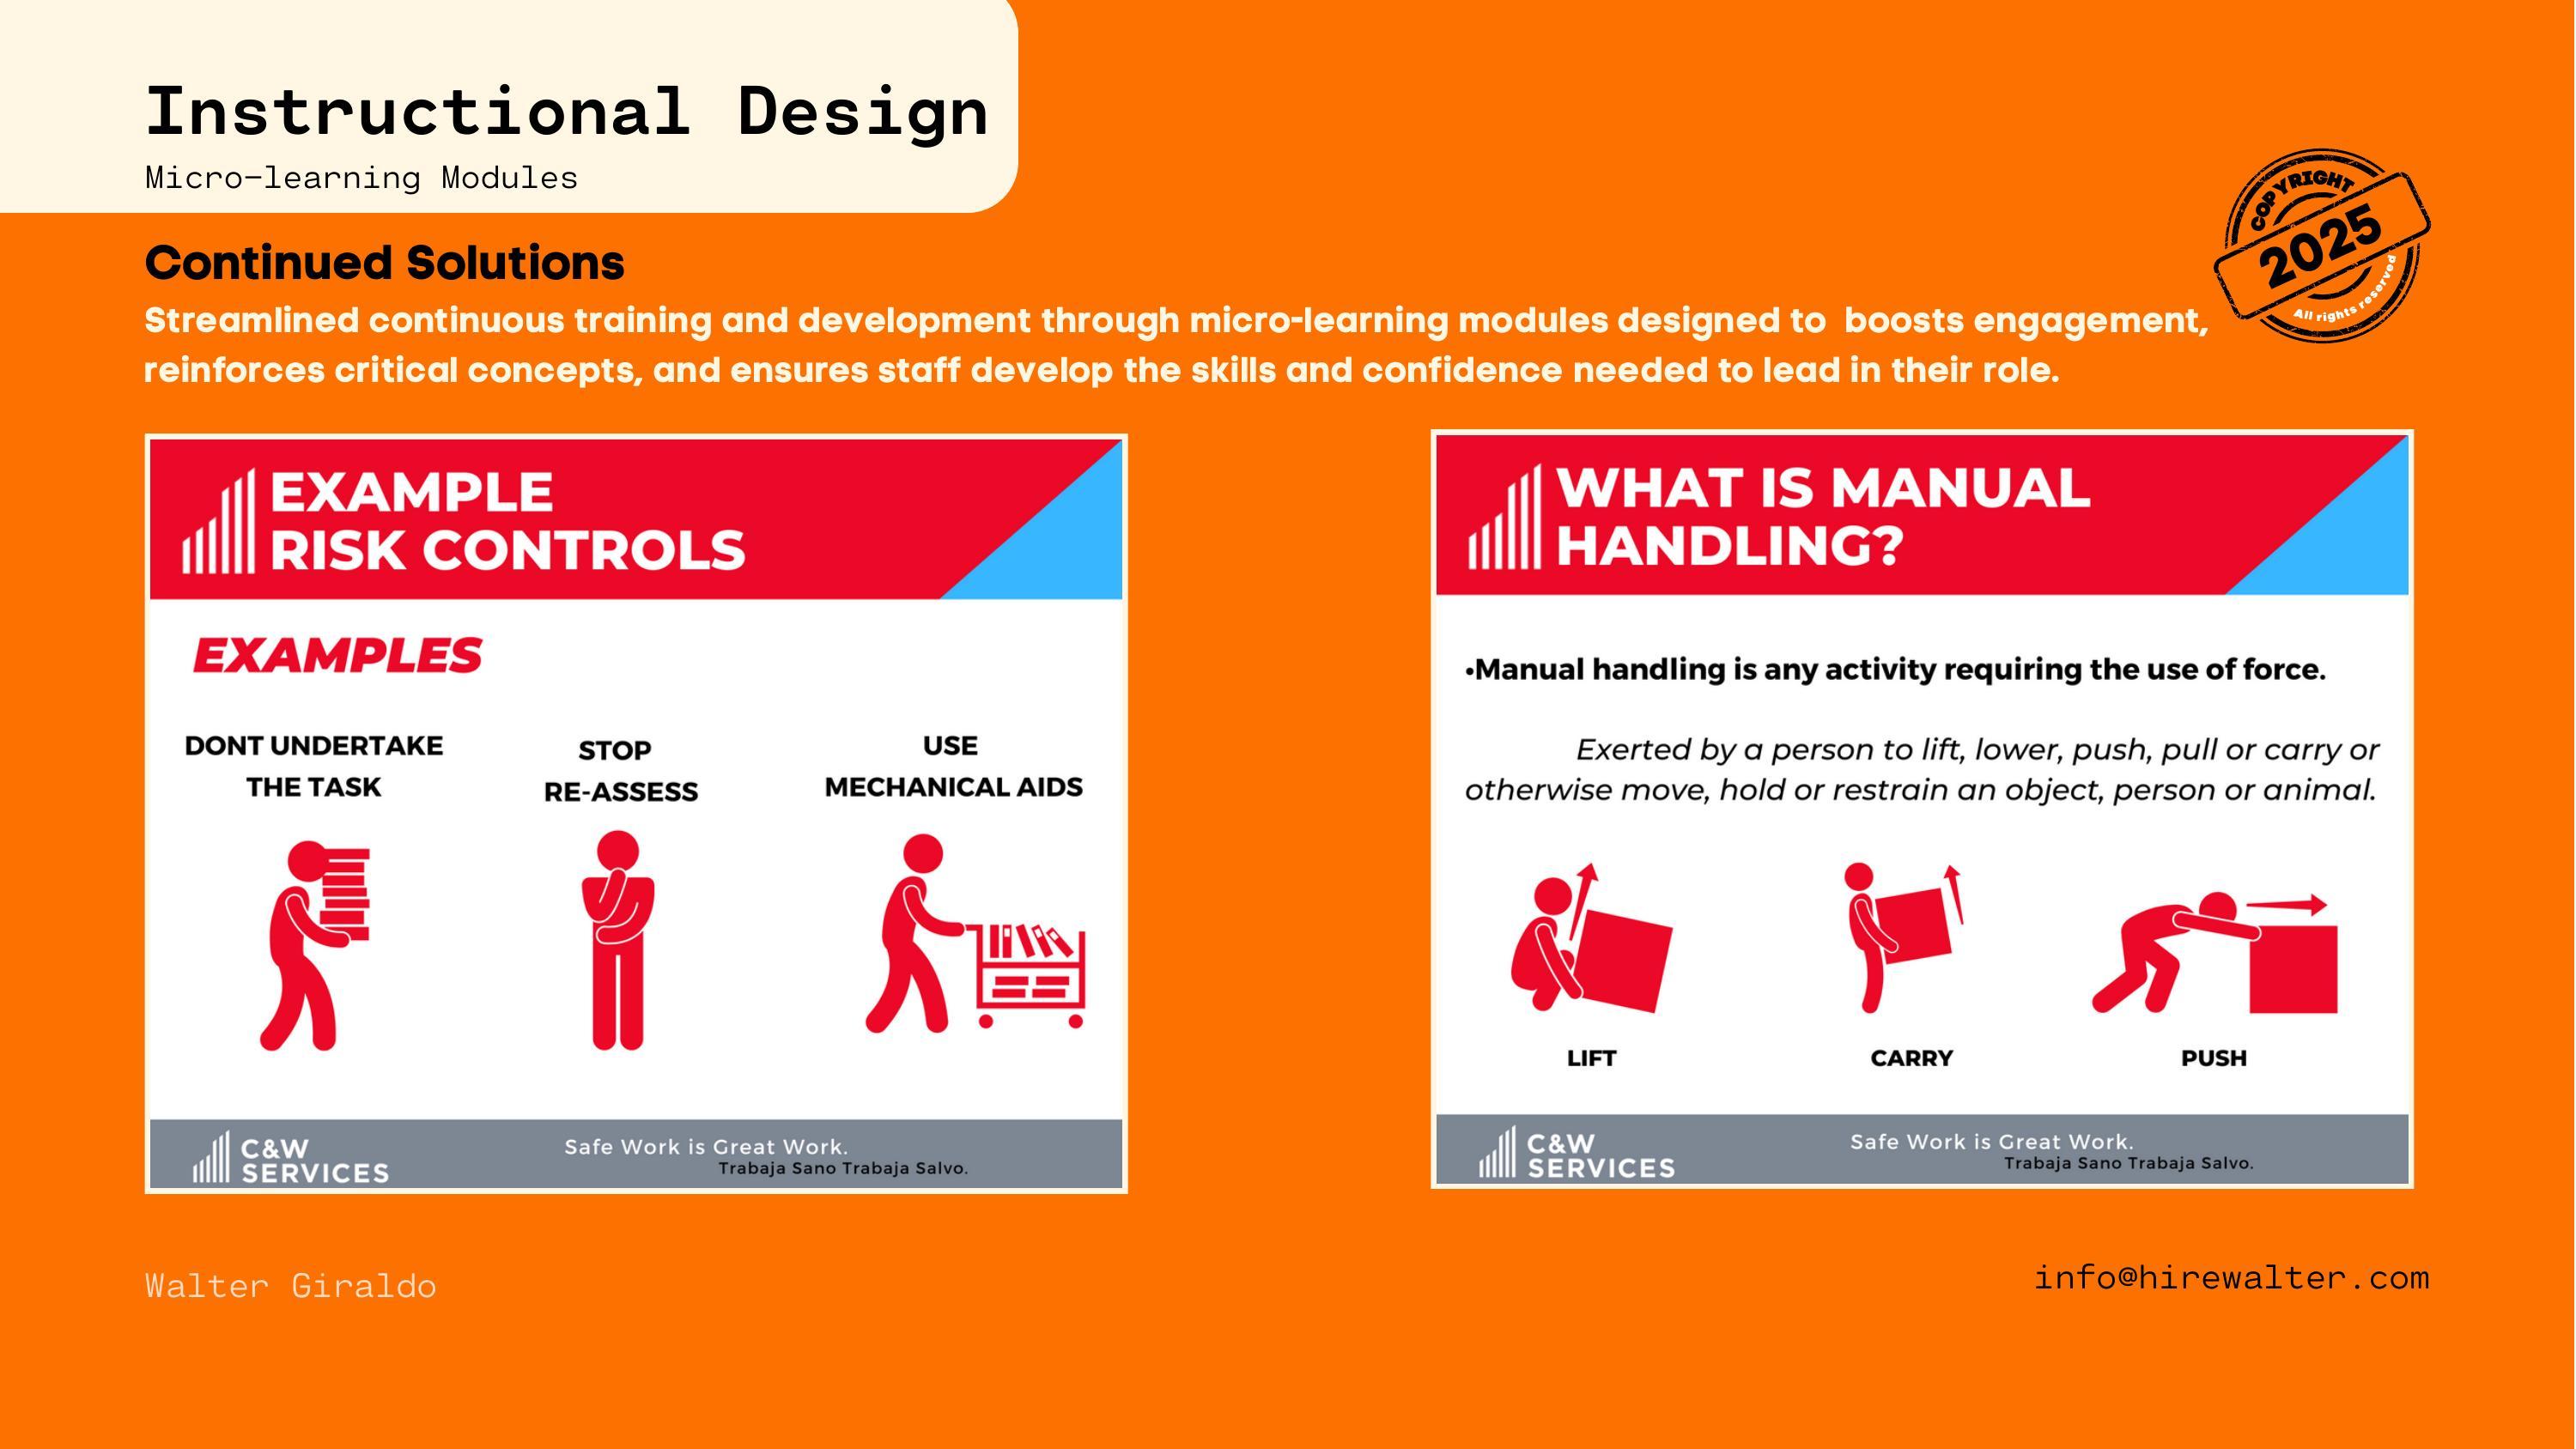 Instructional Design
Micro-learning Modules
COPYRIGHT
2025
All rights reserved
Continued Solutions
Streamlined continuous training and development through micro-learning modules designed to  boosts engagement,
reinforces critical concepts, and ensures staff develop the skills and confidence needed to lead in their role.
EXAMPLE
RISK CONTROLS
EXAMPLES
DONT UNDERTAKE
THE TASK
STOP
RE-ASSESS
USE
MECHANICAL AIDS
C&W
SERVICES
Safe Work is Great Work.
Trabaja Sano Trabaja Salvo.
WHAT IS MANUAL
HANDLING?
•Manual handling is any activity requiring the use of force.
Exerted by a person to lift, lower, push, pull or carry or
otherwise move, hold or restrain an object, person or animal.
LIFT
CARRY
PUSH
C&W
SERVICES
Safe Work is Great Work.
Trabaja Sano Trabaja Salvo.
Walter Giraldo
info@hirewalter.com